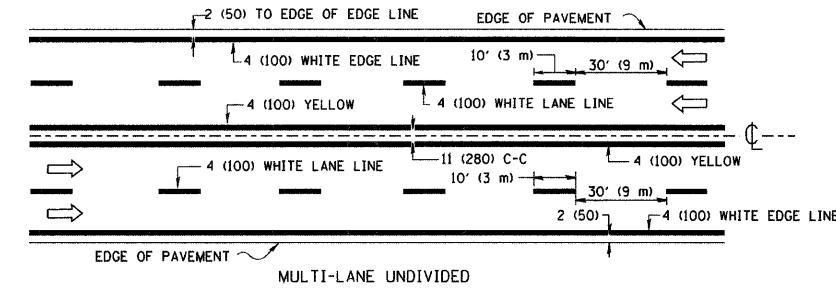 2 (50) TO EDGE OF EDGE LINE
EDGE OF PAVEMENT
4 (100) WHITE EDGE LINE
10' (3 m)
30' (9 m)
4 (100) YELLOW
4 (100) WHITE LANE LINE
℄
4 (100) WHITE LANE LINE
11 (280) C-C
4 (100) YELLOW
10' (3 m)
30' (9 m)
2 (50)
4 (100) WHITE EDGE LINE
EDGE OF PAVEMENT
MULTI-LANE UNDIVIDED